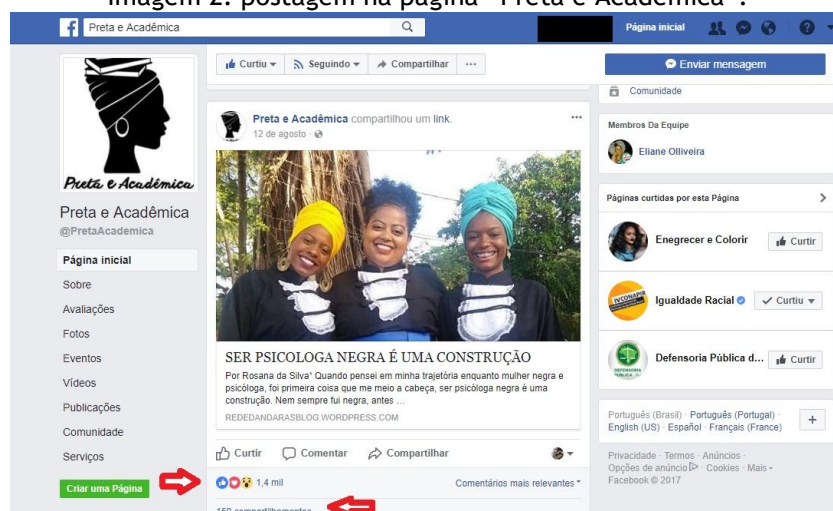 Imagem 2: postagem na página "Preta e Acadêmica".
Preta e Acadêmica
Página inicial
Curtiu
Seguindo
Compartilhar
Enviar mensagem
Preta e Acadêmica
Preta e Acadêmica
@PretaAcademica
Página inicial
Sobre
Avaliações
Fotos
Eventos
Vídeos
Publicações
Comunidade
Serviços
Criar uma Página
Preta e Acadêmica compartilhou um link.
12 de agosto
SER PSICOLOGA NEGRA É UMA CONSTRUÇÃO
Por Rosana da Silva* Quando pensei em minha trajetória enquanto mulher negra e
psicóloga, foi primeira coisa que me meio a cabeça, ser psicóloga negra é uma
construção. Nem sempre fui negra, antes ...
REDEDANDARASBLOG.WORDPRESS.COM
Curtir
Comentar
Compartilhar
1,4 mil
Comentários mais relevantes
159 compartilhamentos
Comunidade
Membros Da Equipe
Eliane Olliveira
Páginas curtidas por esta Página
Enegrecer e Colorir
Curtir
Igualdade Racial
Curtiu
Defensoria Pública d...
Curtir
Português (Brasil) · Português (Portugal) ·
English (US) · Español · Français (France)
Privacidade · Termos · Anúncios ·
Opções de anúncio · Cookies · Mais
Facebook © 2017